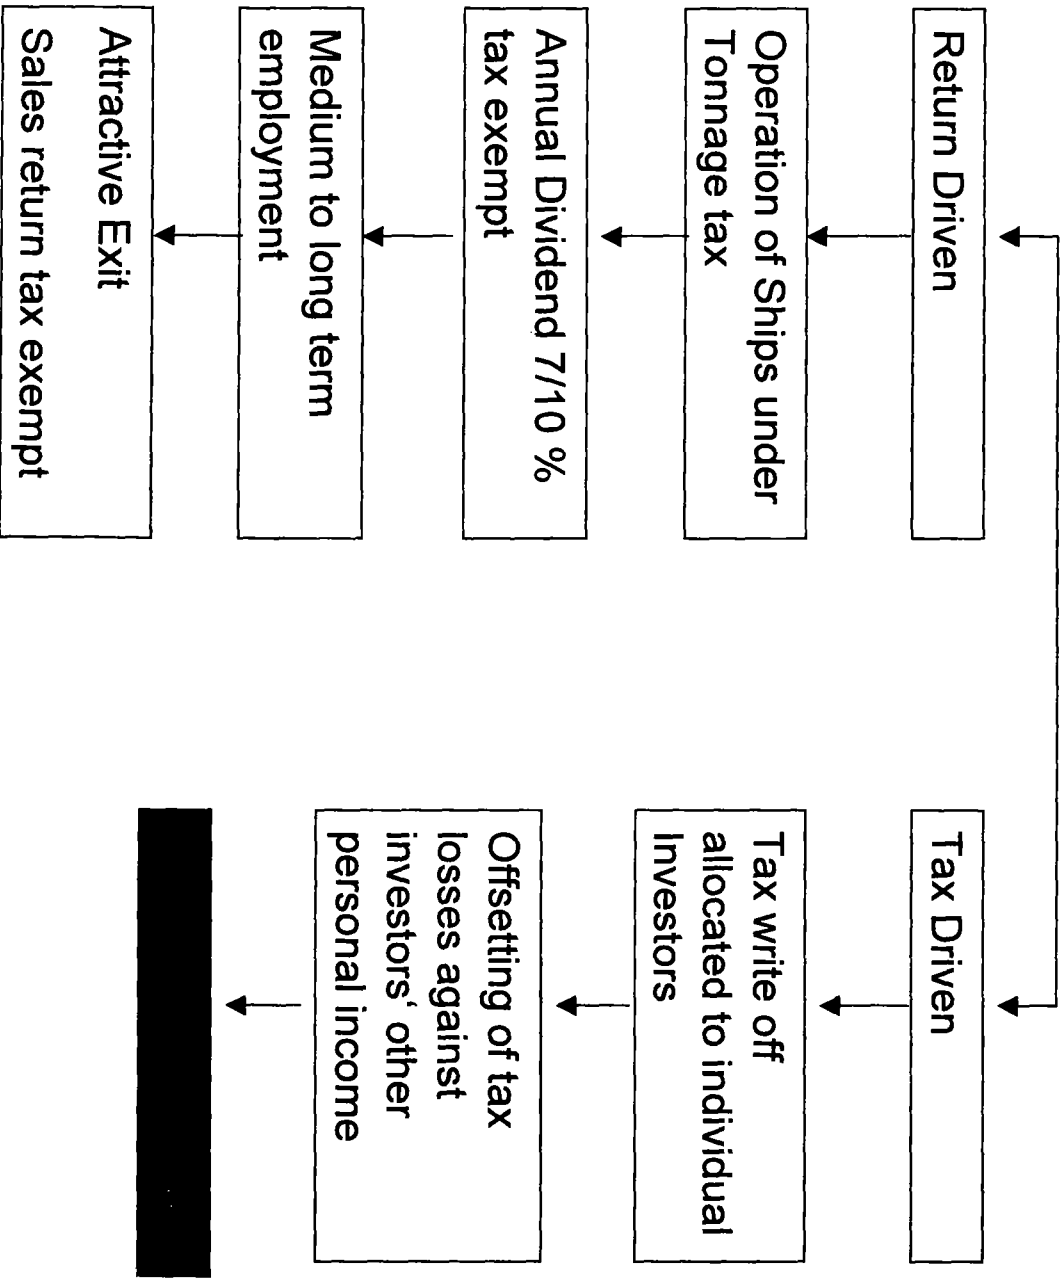 Return Driven
Operation of Ships under
Tonnage tax
Annual Dividend 7/10 %
tax exempt
Medium to long term
employment
Attractive Exit
Sales return tax exempt
Tax Driven
Tax write off
allocated to individual
Investors
Offsetting of tax
losses against
investors‘ other
personal income